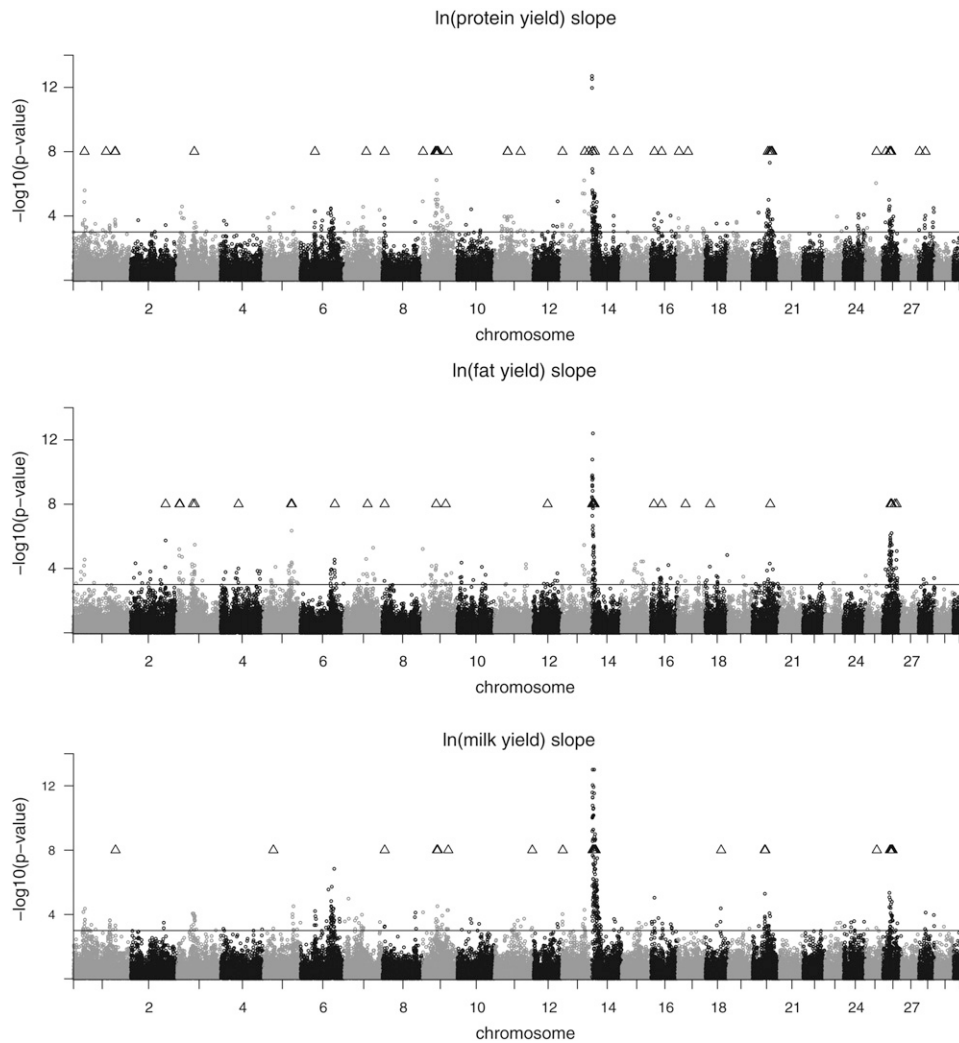 ln(protein yield) slope
−log10(p−value)
12
8
4
2 4 6 8 10 12 14 16 18 21 24 27
chromosome
ln(fat yield) slope
−log10(p−value)
12
8
4
2 4 6 8 10 12 14 16 18 21 24 27
chromosome
ln(milk yield) slope
−log10(p−value)
12
8
4
2 4 6 8 10 12 14 16 18 21 24 27
chromosome